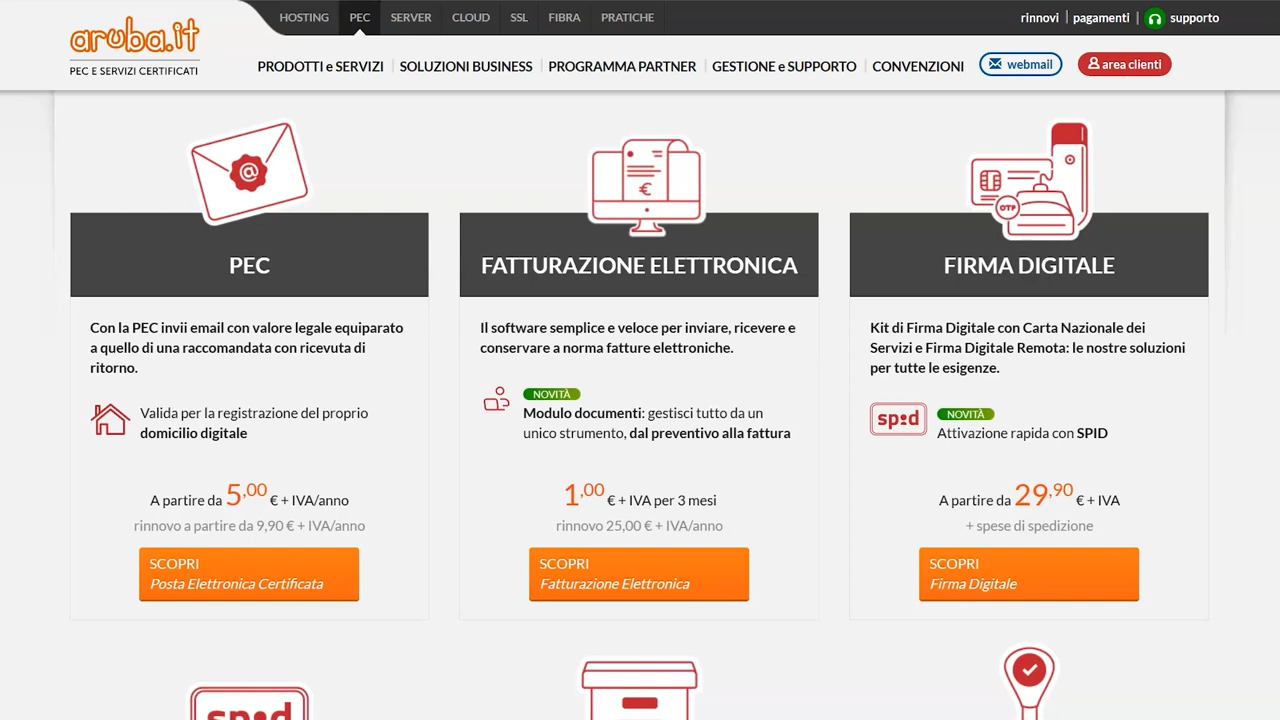 HOSTING PEC SERVER CLOUD SSL FIBRA PRATICHE
rinnovi pagamenti supporto
aruba.it
PEC E SERVIZI CERTIFICATI
PRODOTTI e SERVIZI SOLUZIONI BUSINESS PROGRAMMA PARTNER GESTIONE e SUPPORTO CONVENZIONI webmail area clienti
@
PEC
Con la PEC invii email con valore legale equiparato
a quello di una raccomandata con ricevuta di
ritorno.
Valida per la registrazione del proprio
domicilio digitale
A partire da 5,00 € + IVA/anno
rinnovo a partire da 9,90 € + IVA/anno
SCOPRI
Posta Elettronica Certificata
€
FATTURAZIONE ELETTRONICA
Il software semplice e veloce per inviare, ricevere e
conservare a norma fatture elettroniche.
NOVITÀ
Modulo documenti: gestisci tutto da un
unico strumento, dal preventivo alla fattura
1,00 € + IVA per 3 mesi
rinnovo 25,00 € + IVA/anno
SCOPRI
Fatturazione Elettronica
OTP
FIRMA DIGITALE
Kit di Firma Digitale con Carta Nazionale dei
Servizi e Firma Digitale Remota: le nostre soluzioni
per tutte le esigenze.
spid
NOVITÀ
Attivazione rapida con SPID
A partire da 29,90 € + IVA
+ spese di spedizione
SCOPRI
Firma Digitale
spid